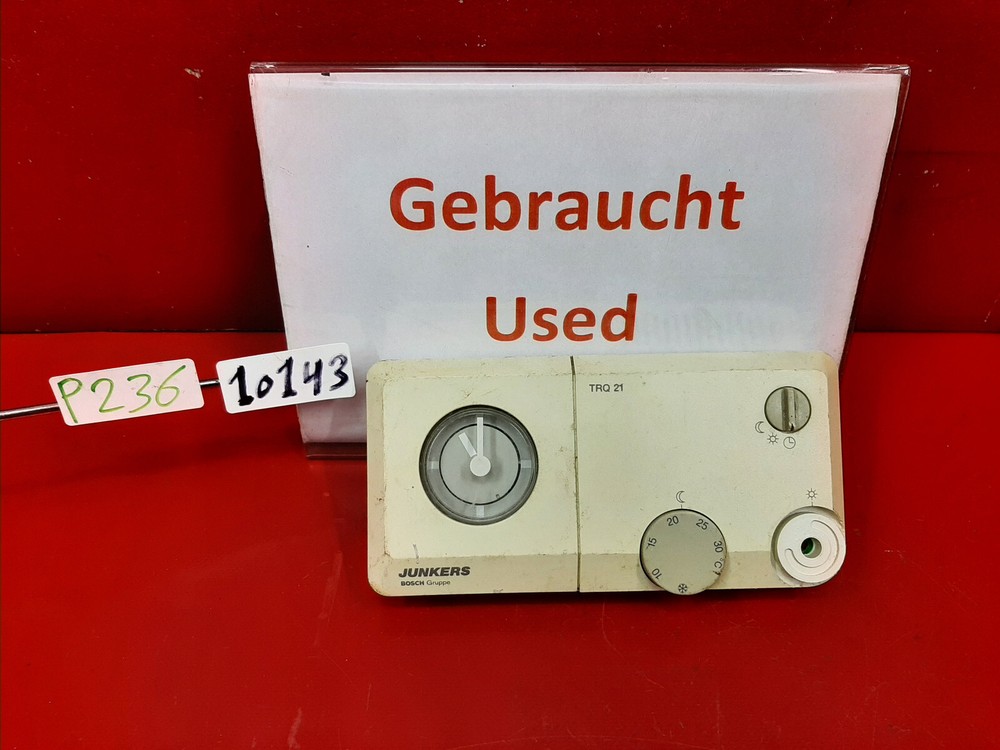 Gebraucht
Used
P236
10143
TRQ 21
JUNKERS
BOSCH Gruppe
10 15 20 25 30 °C